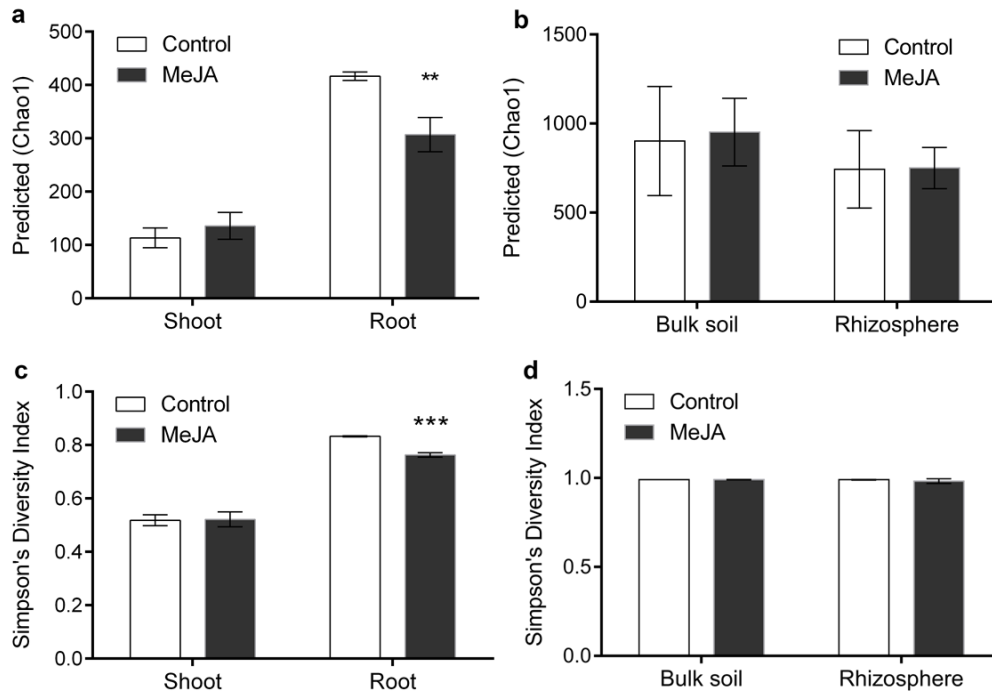 a
Predicted (Chao1)
500
400
300
200
100
0
Control
MeJA
**
Shoot Root
b
Predicted (Chao1)
1500
1000
500
0
Control
MeJA
Bulk soil Rhizosphere
c
Simpson's Diversity Index
1.0
0.8
0.6
0.4
0.2
0.0
Control
MeJA
***
Shoot Root
d
Simpson's Diversity Index
1.5
1.0
0.5
0.0
Control
MeJA
Bulk soil Rhizosphere